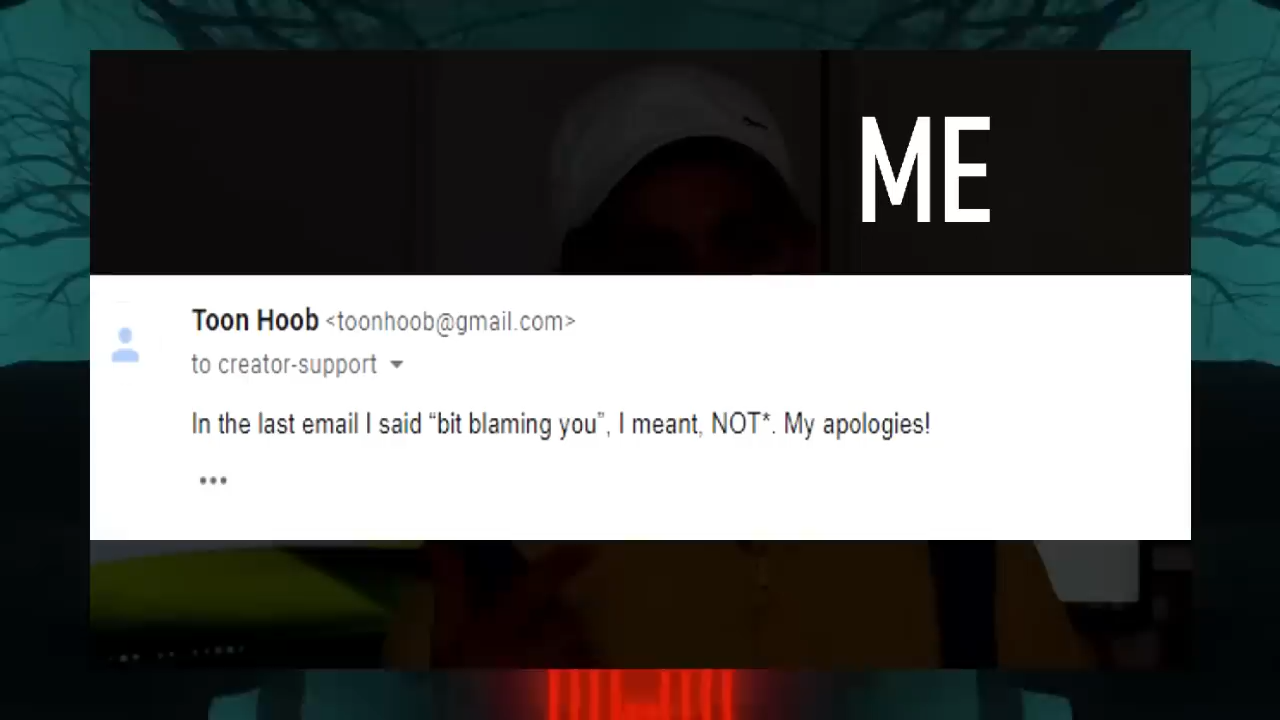 ME
Toon Hoob <toonhoob@gmail.com>
to creator-support
In the last email I said “bit blaming you”, I meant, NOT*. My apologies!